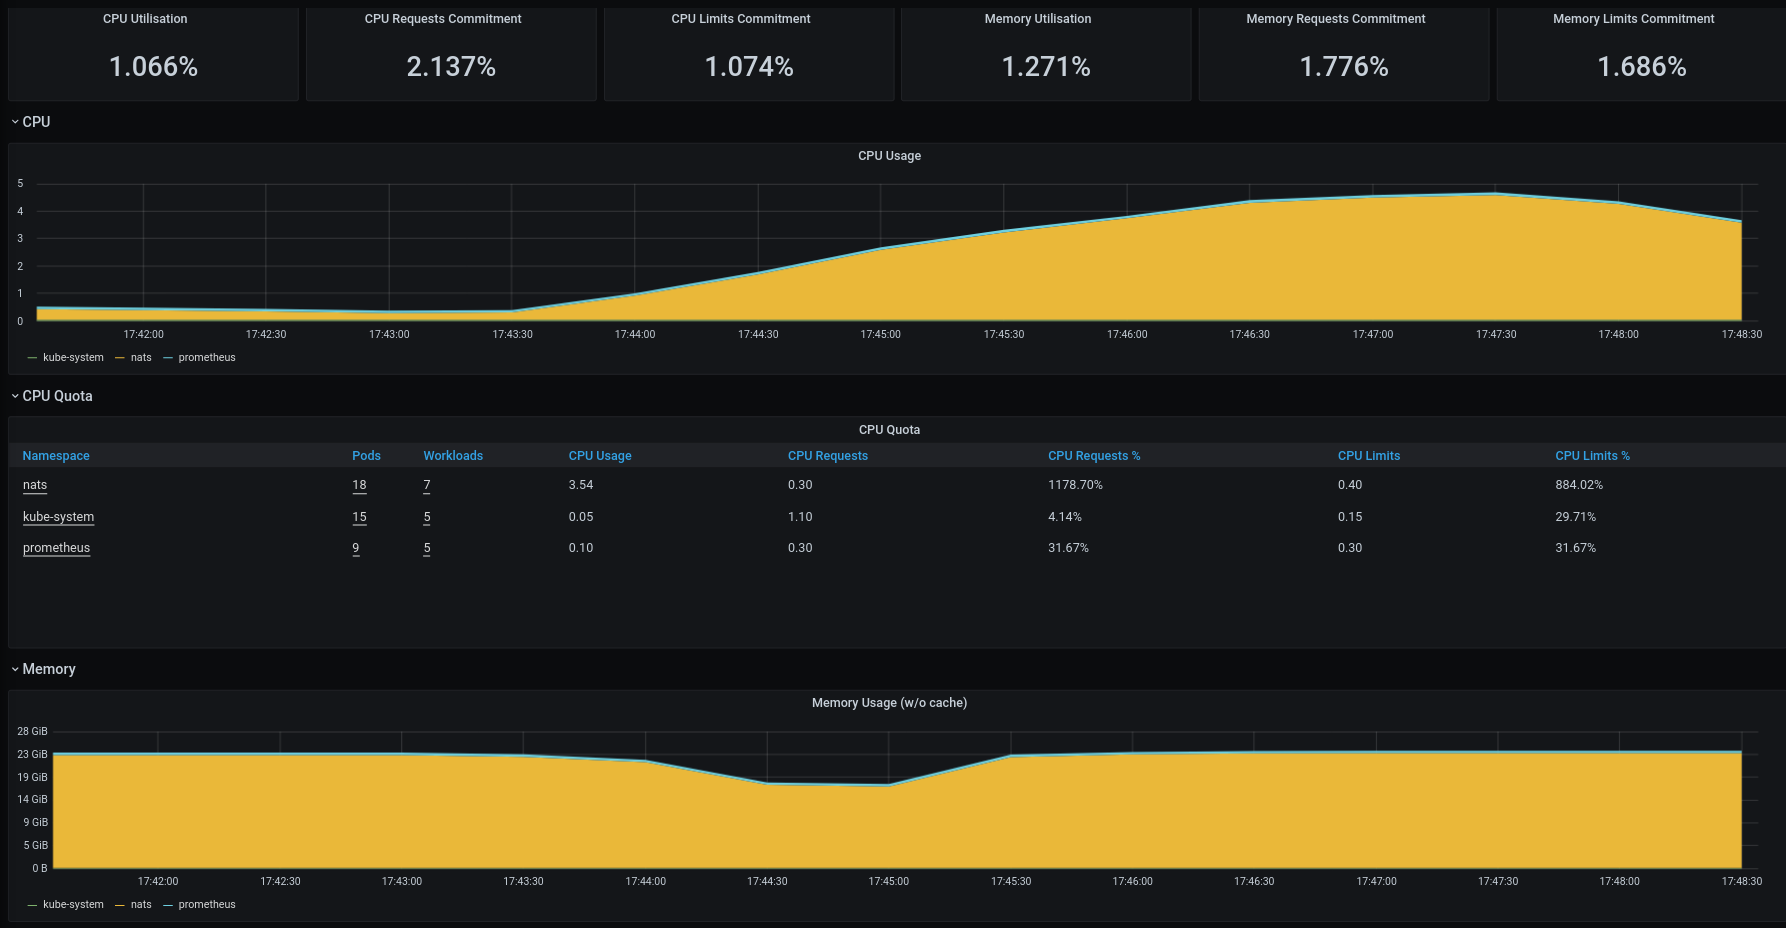 CPU Utilisation CPU Requests Commitment CPU Limits Commitment Memory Utilisation Memory Requests Commitment Memory Limits Commitment
1.066% 2.137% 1.074% 1.271% 1.776% 1.686%
CPU
CPU Usage
5
4
3
2
1
0
17:42:00 17:42:30 17:43:00 17:43:30 17:44:00 17:44:30 17:45:00 17:45:30 17:46:00 17:46:30 17:47:00 17:47:30 17:48:00 17:48:30
kube-system nats prometheus
CPU Quota
CPU Quota
Namespace Pods Workloads CPU Usage CPU Requests CPU Requests % CPU Limits CPU Limits %
nats 18 7 3.54 0.30 1178.70% 0.40 884.02%
kube-system 15 5 0.05 1.10 4.14% 0.15 29.71%
prometheus 9 5 0.10 0.30 31.67% 0.30 31.67%
Memory
Memory Usage (w/o cache)
28 GiB
23 GiB
19 GiB
14 GiB
9 GiB
5 GiB
0 B
17:42:00 17:42:30 17:43:00 17:43:30 17:44:00 17:44:30 17:45:00 17:45:30 17:46:00 17:46:30 17:47:00 17:47:30 17:48:00 17:48:30
kube-system nats prometheus